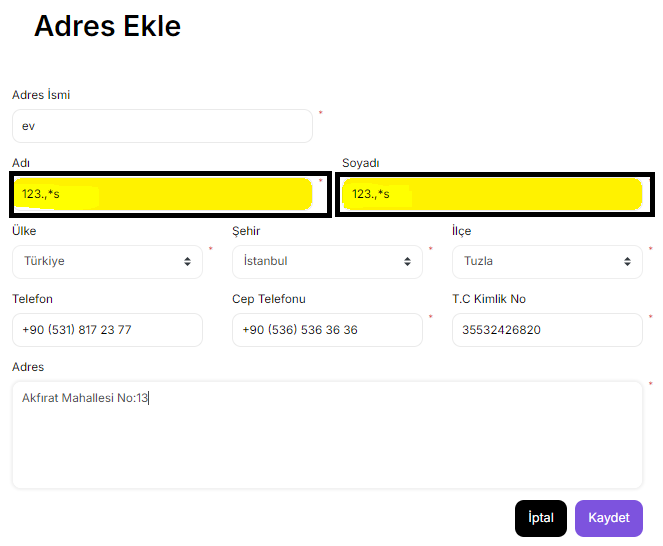 Adres Ekle
Adres İsmi
*
ev
Adı Soyadı
* *
123.,*s 123.,*s
Ülke Şehir İlçe
* * *
Türkiye İstanbul Tuzla
Telefon Cep Telefonu T.C Kimlik No
* *
+90 (531) 817 23 77 +90 (536) 536 36 36 35532426820
Adres
*
Akfırat Mahallesi No:13
İptal Kaydet